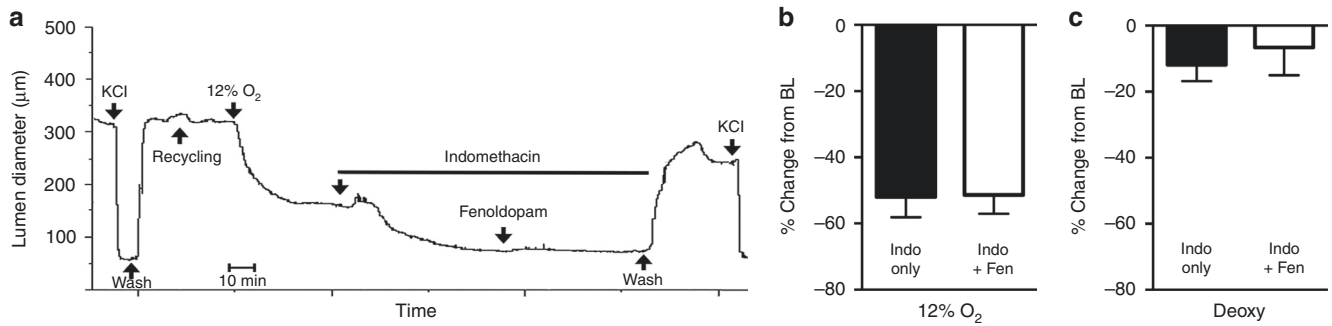 a
500
400
300
200
100
Lumen diameter (μm)
KCl
Wash
Recycling
12% O₂
10 min
Indomethacin
Fenoldopam
Wash
KCl
Time
b
0
−20
−40
−60
−80
% Change from BL
Indo
only
Indo
+ Fen
12% O₂
c
0
−20
−40
−60
−80
% Change from BL
Indo
only
Indo
+ Fen
Deoxy